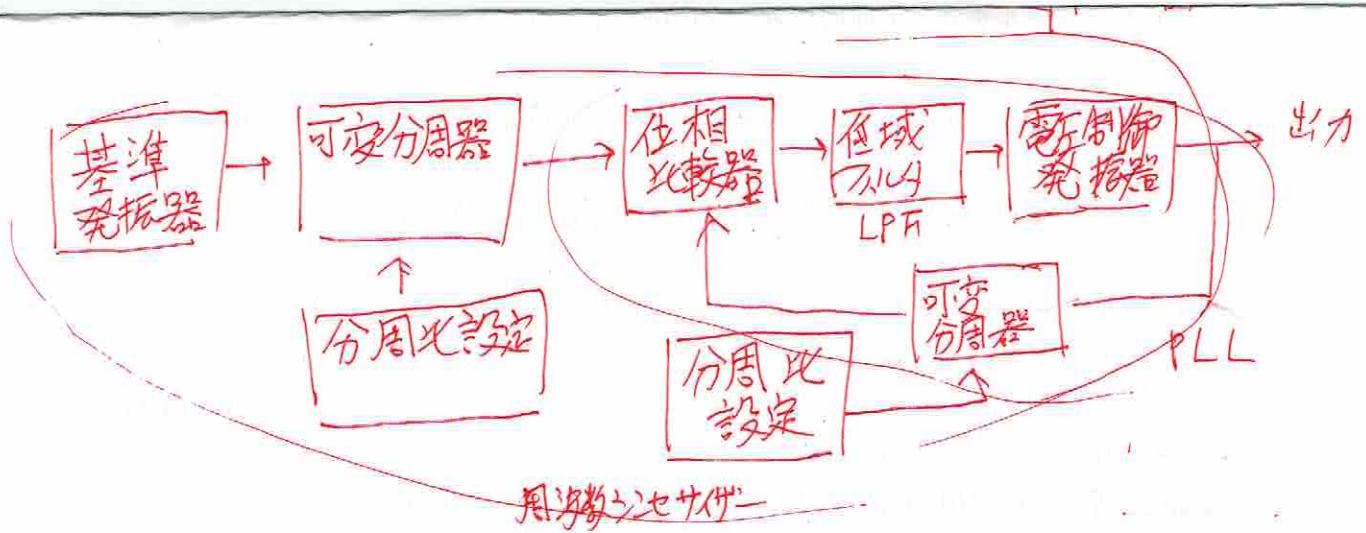 基準
発振器
可変分周器
分周比設定
位相
比較器
低域
フィルタ
LPF
電圧制御
発振器
出力
可変
分周器
分周比
設定
PLL
周波数シンセサイザー